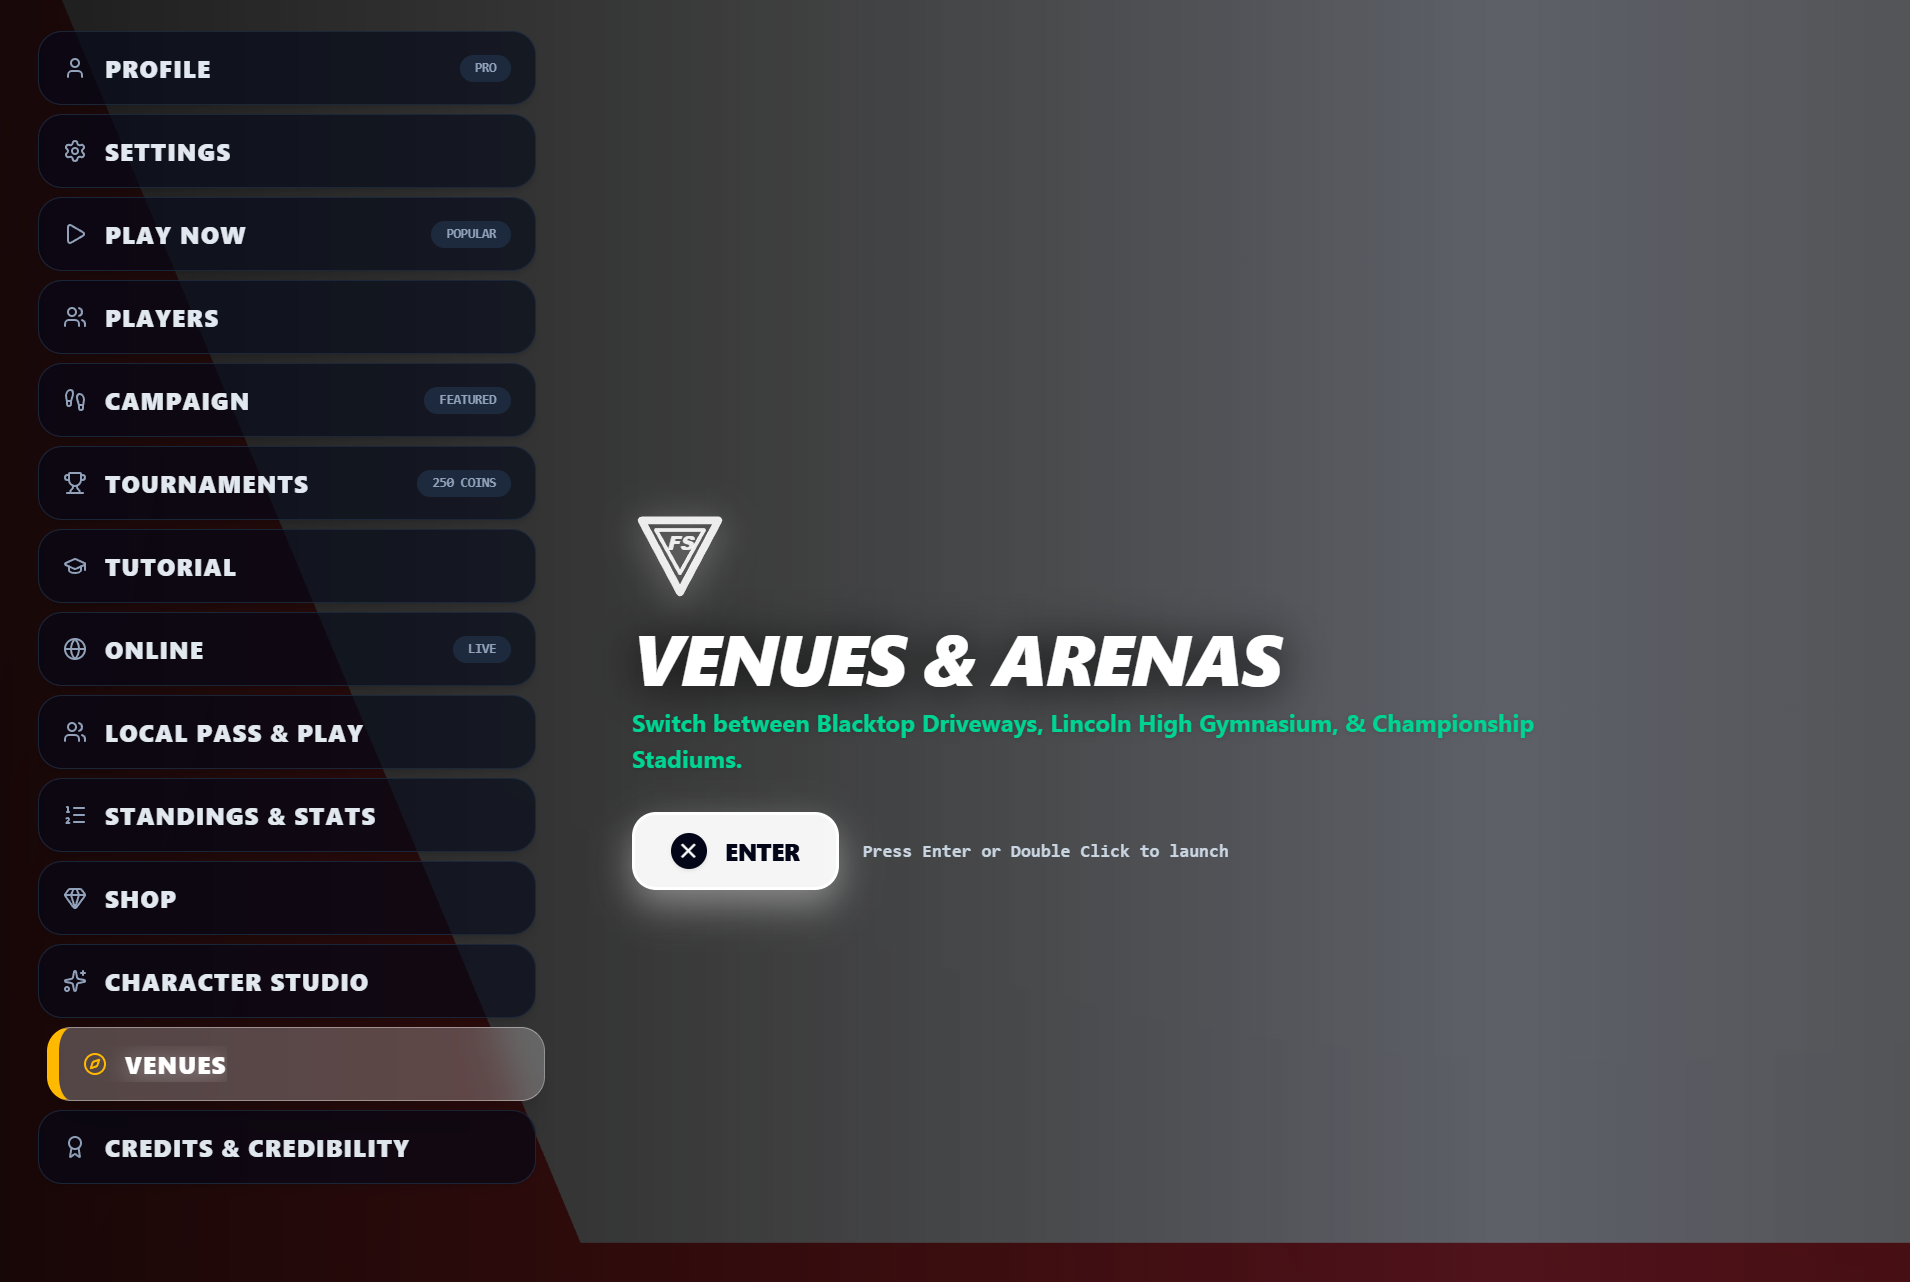 PROFILE
PRO
SETTINGS
PLAY NOW
POPULAR
PLAYERS
CAMPAIGN
FEATURED
TOURNAMENTS
250 COINS
TUTORIAL
ONLINE
LIVE
LOCAL PASS & PLAY
STANDINGS & STATS
SHOP
CHARACTER STUDIO
VENUES
CREDITS & CREDIBILITY
FS
VENUES & ARENAS
Switch between Blacktop Driveways, Lincoln High Gymnasium, & Championship
Stadiums.
ENTER
Press Enter or Double Click to launch